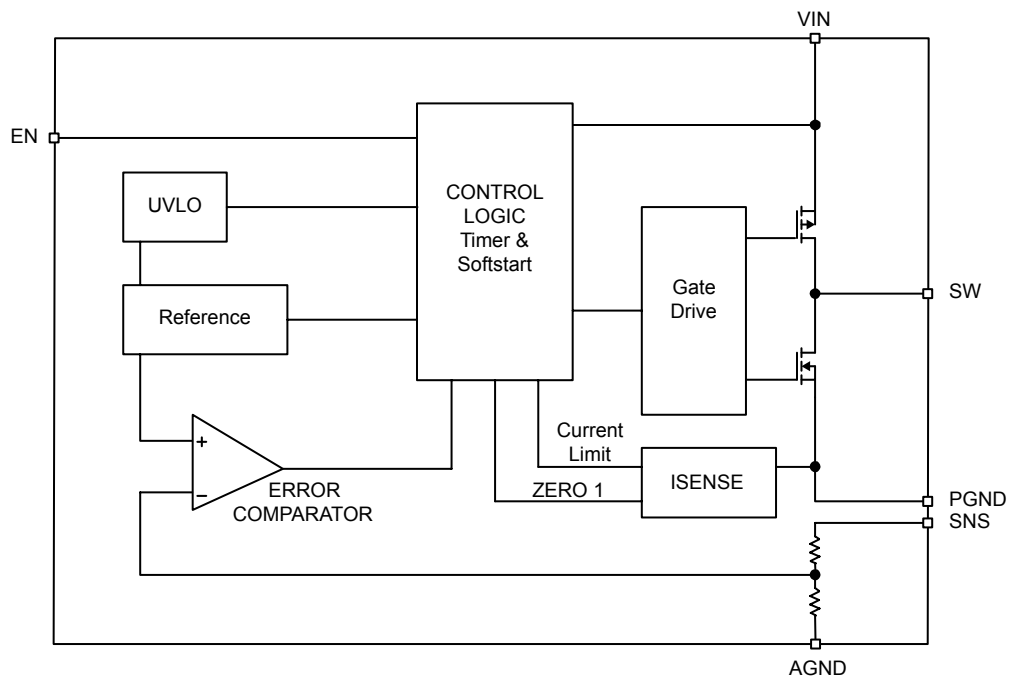 VIN
EN
UVLO
CONTROL
LOGIC
Timer &
Softstart
Gate
Drive
SW
Reference
+
−
ERROR
COMPARATOR
Current
Limit
ZERO 1
ISENSE
PGND
SNS
AGND